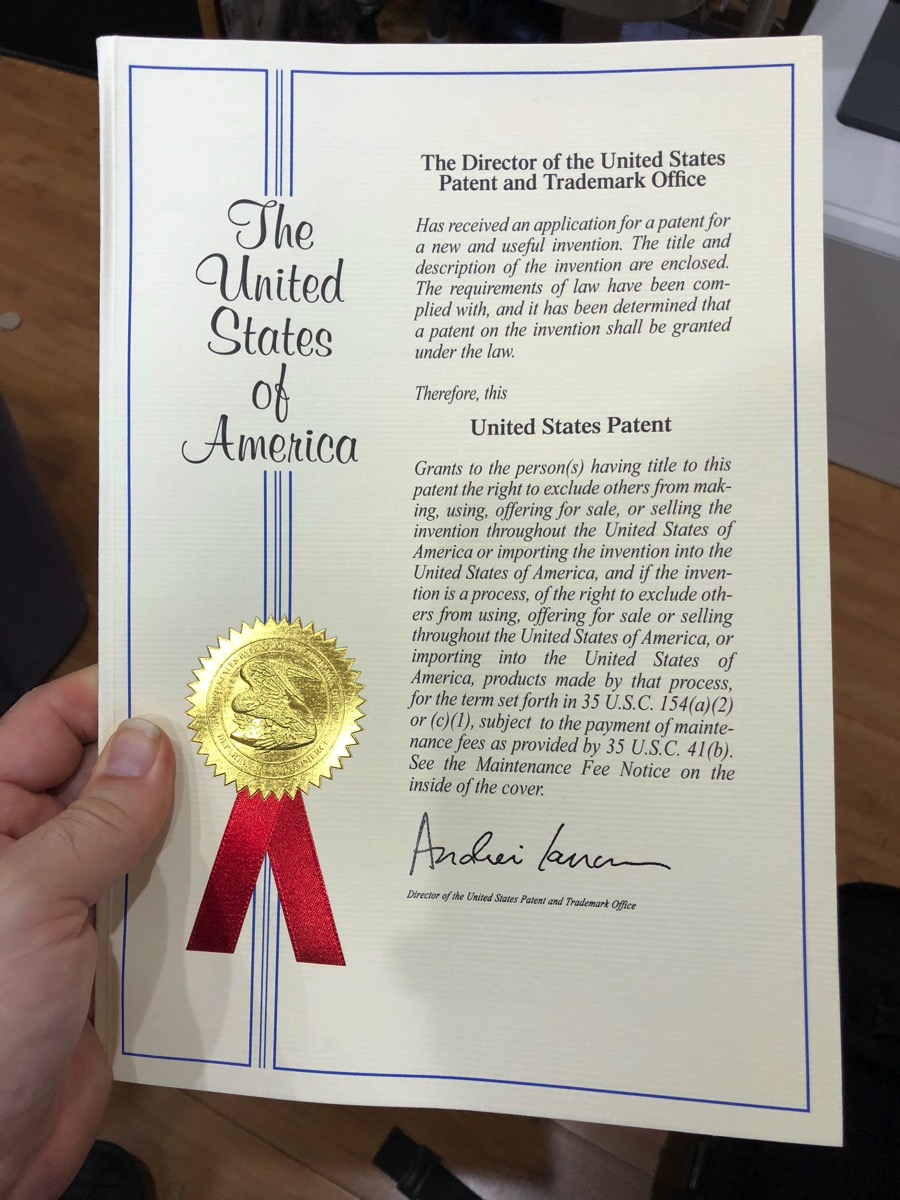 The
United
States
of
America
The Director of the United States
Patent and Trademark Office
Has received an application for a patent for
a new and useful invention. The title and
description of the invention are enclosed.
The requirements of law have been com-
plied with, and it has been determined that
a patent on the invention shall be granted
under the law.
Therefore, this
United States Patent
Grants to the person(s) having title to this
patent the right to exclude others from mak-
ing, using, offering for sale, or selling the
invention throughout the United States of
America or importing the invention into the
United States of America, and if the inven-
tion is a process, of the right to exclude oth-
ers from using, offering for sale or selling
throughout the United States of America, or
importing into the United States of
America, products made by that process,
for the term set forth in 35 U.S.C. 154(a)(2)
or (c)(1), subject to the payment of mainte-
nance fees as provided by 35 U.S.C. 41(b).
See the Maintenance Fee Notice on the
inside of the cover.
Andrei Iancu
Director of the United States Patent and Trademark Office